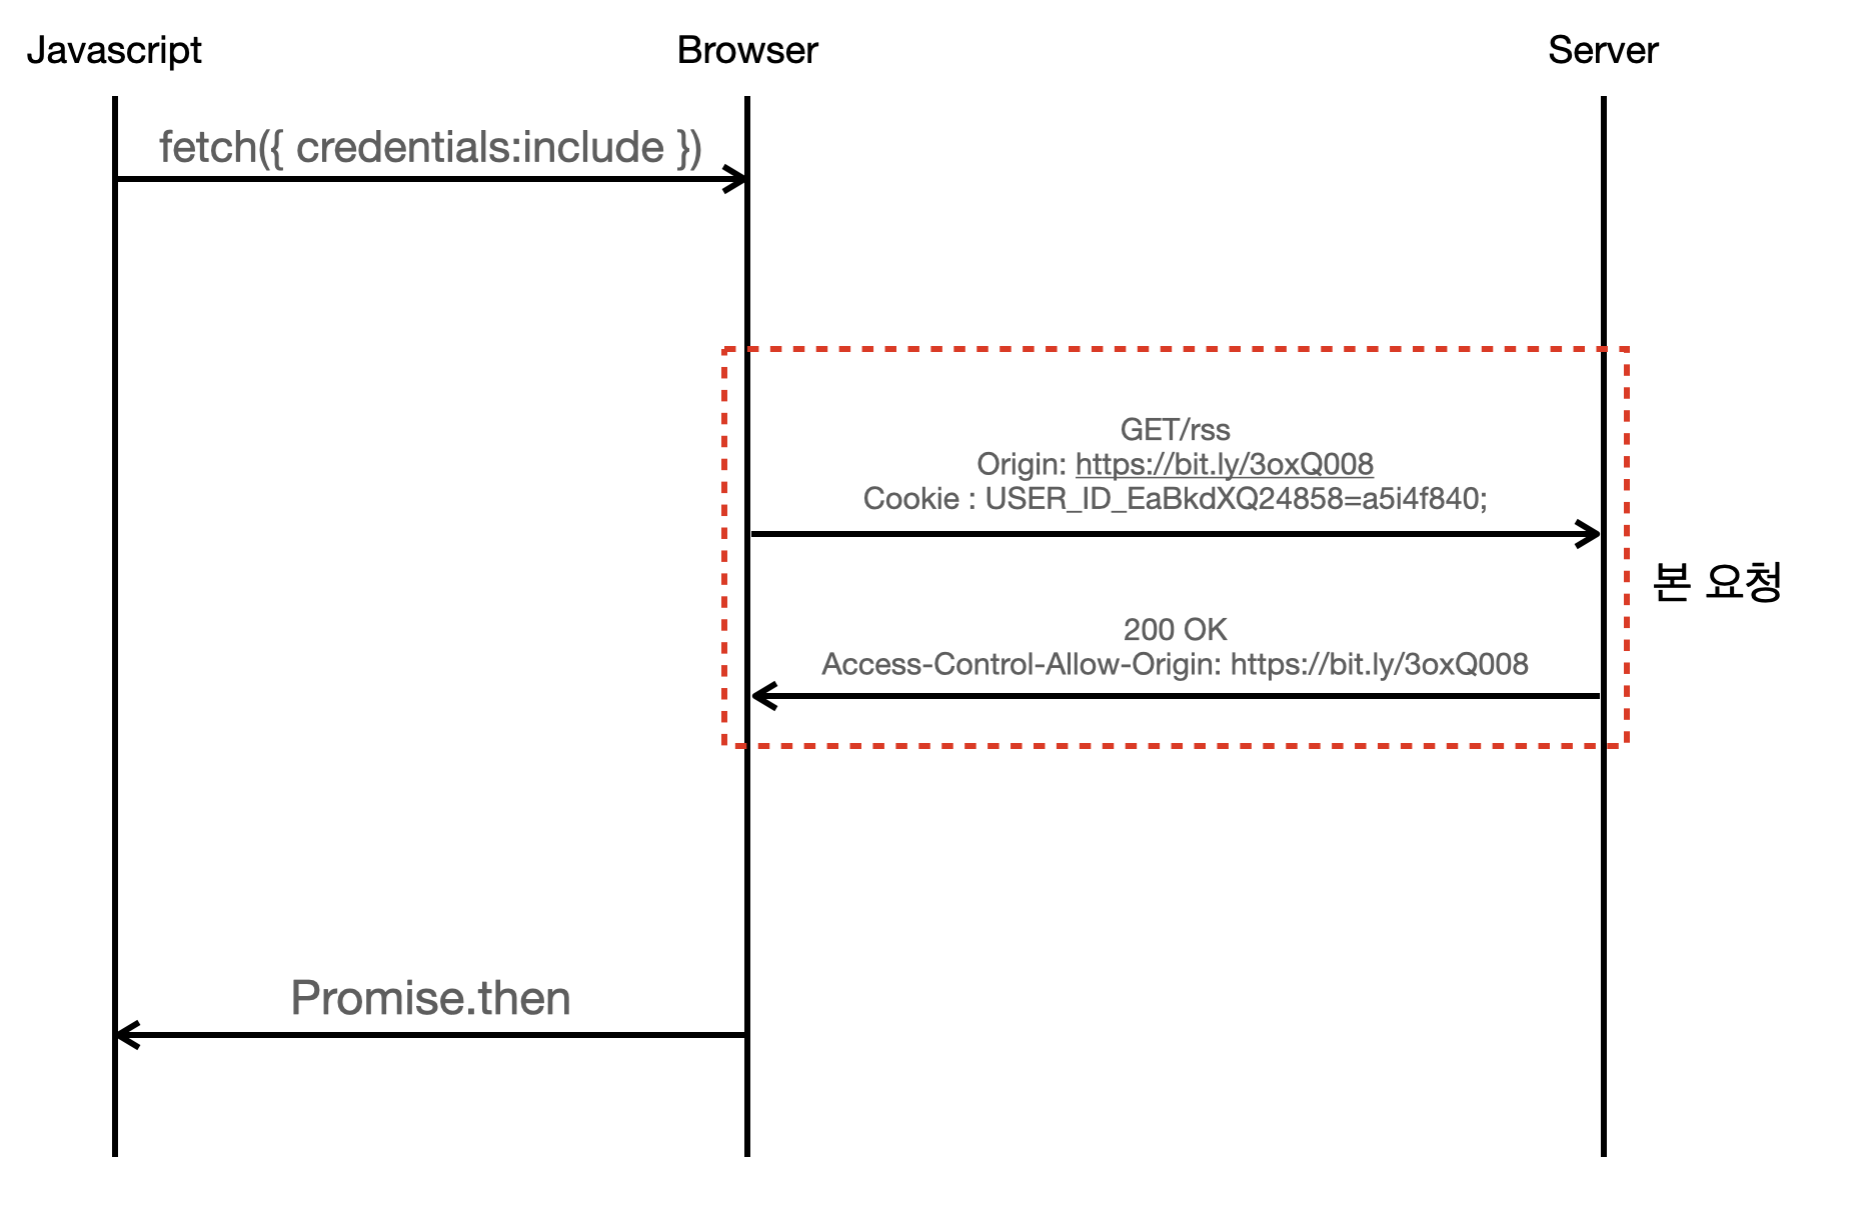 Javascript
Browser
Server
fetch({ credentials:include })
GET/rss
Origin: https://bit.ly/3oxQ008
Cookie : USER_ID_EaBkdXQ24858=a5i4f840;
본 요청
200 OK
Access-Control-Allow-Origin: https://bit.ly/3oxQ008
Promise.then